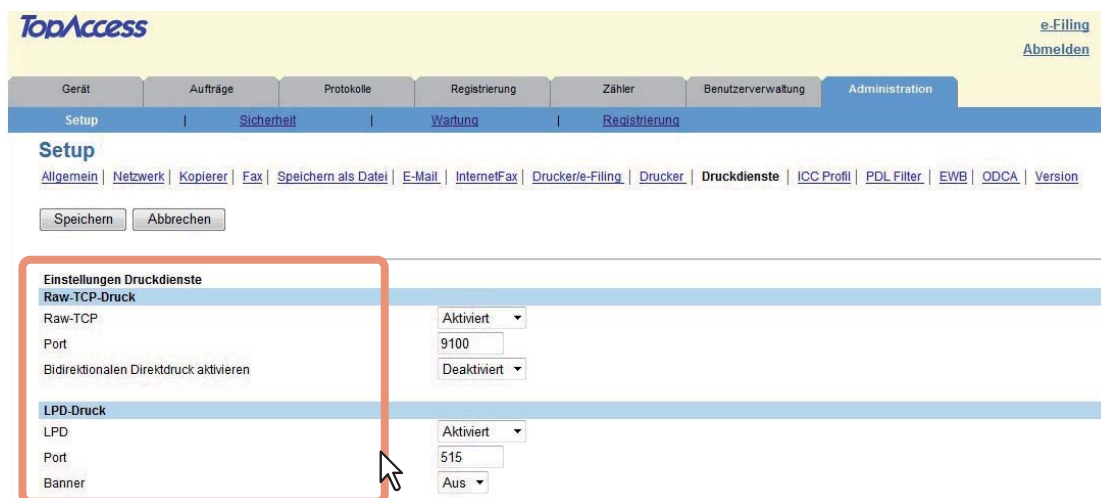 TopAccess
e-Filing
Abmelden
Gerät Aufträge Protokolle Registrierung Zähler Benutzerverwaltung Administration
Setup | Sicherheit | Wartung | Registrierung
Setup
Allgemein | Netzwerk | Kopierer | Fax | Speichern als Datei | E-Mail | InternetFax | Drucker/e-Filing | Drucker | Druckdienste | ICC Profil | PDL Filter | EWB | ODCA | Version
Speichern Abbrechen
Einstellungen Druckdienste
Raw-TCP-Druck
Raw-TCP Aktiviert
Port 9100
Bidirektionalen Direktdruck aktivieren Deaktiviert
LPD-Druck
LPD Aktiviert
Port 515
Banner Aus